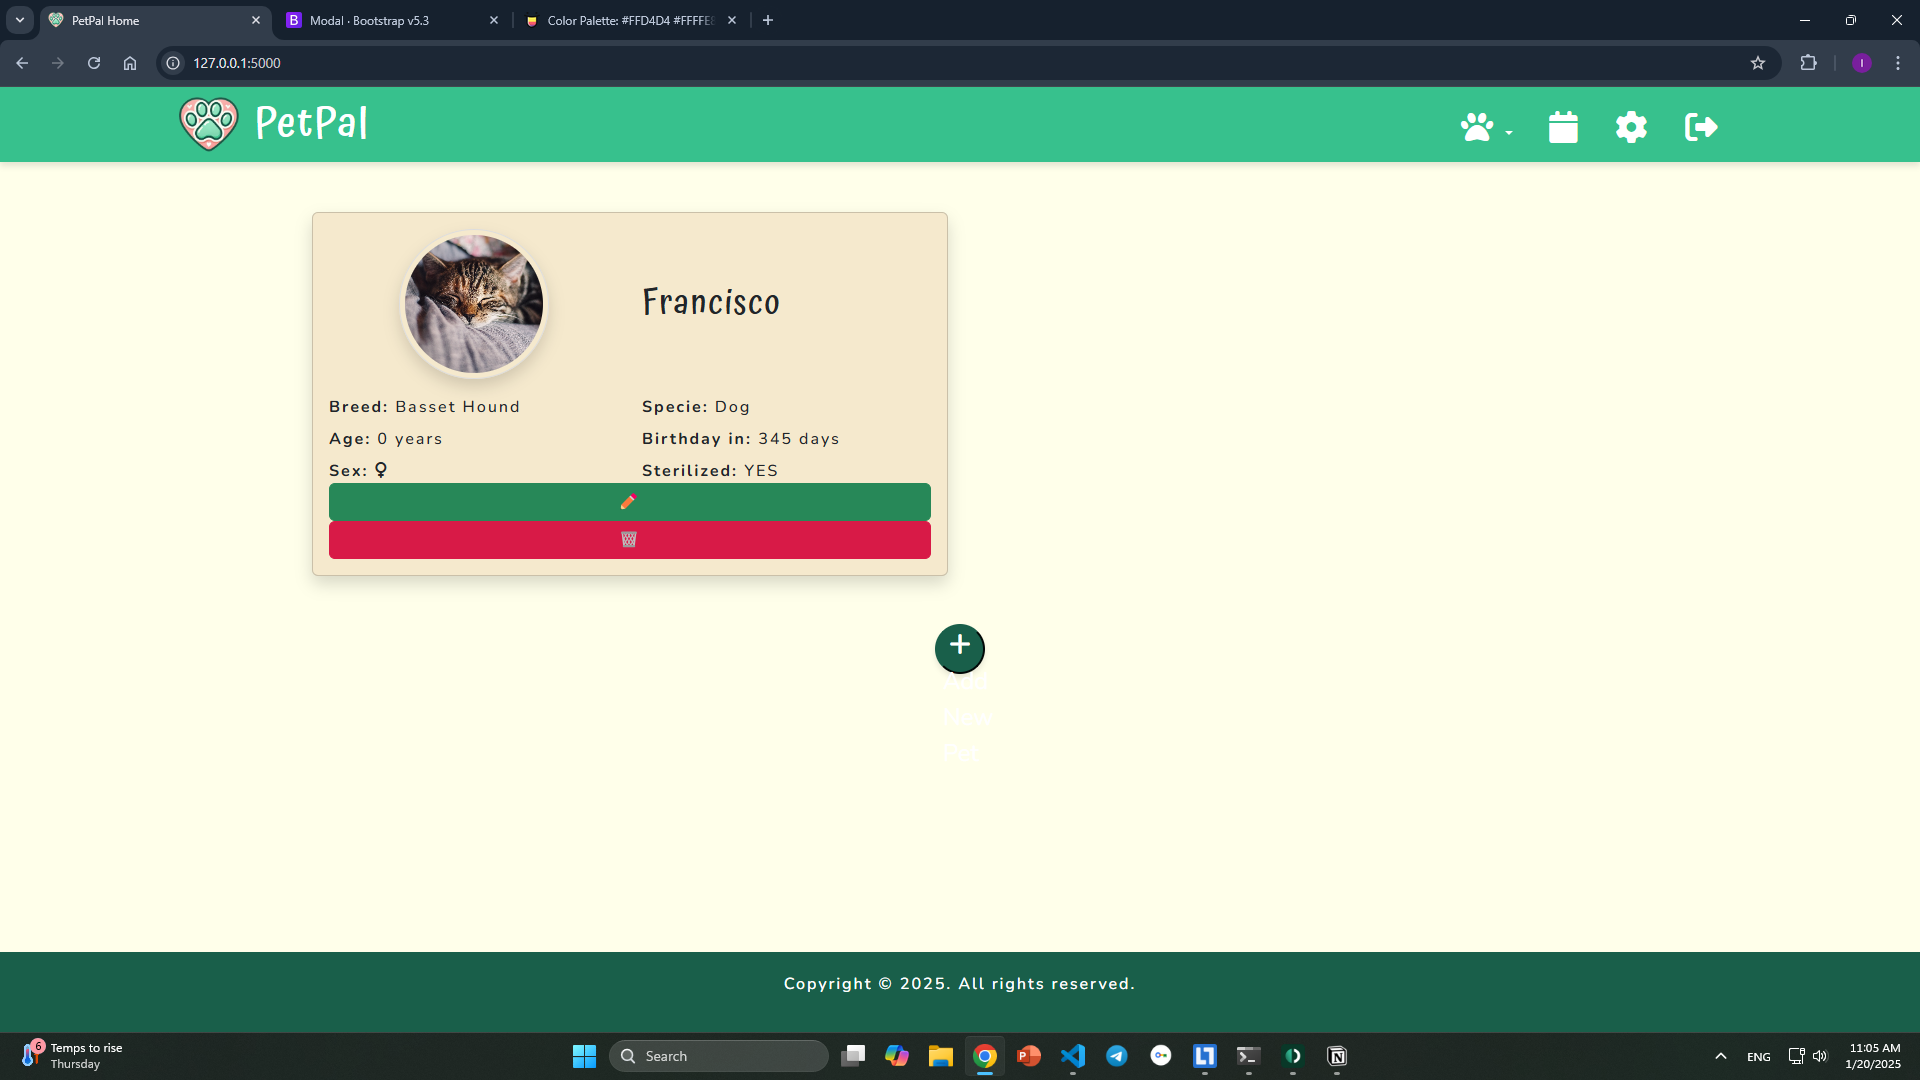 PetPal Home
Modal · Bootstrap v5.3
Color Palette: #FFD4D4 #FFFFE8
127.0.0.1:5000
PetPal
Francisco
Breed: Basset Hound
Specie: Dog
Age: 0 years
Birthday in: 345 days
Sex: ♀
Sterilized: YES
New
Pet
Copyright © 2025. All rights reserved.
6
Temps to rise
Thursday
Search
ENG
11:05 AM
1/20/2025